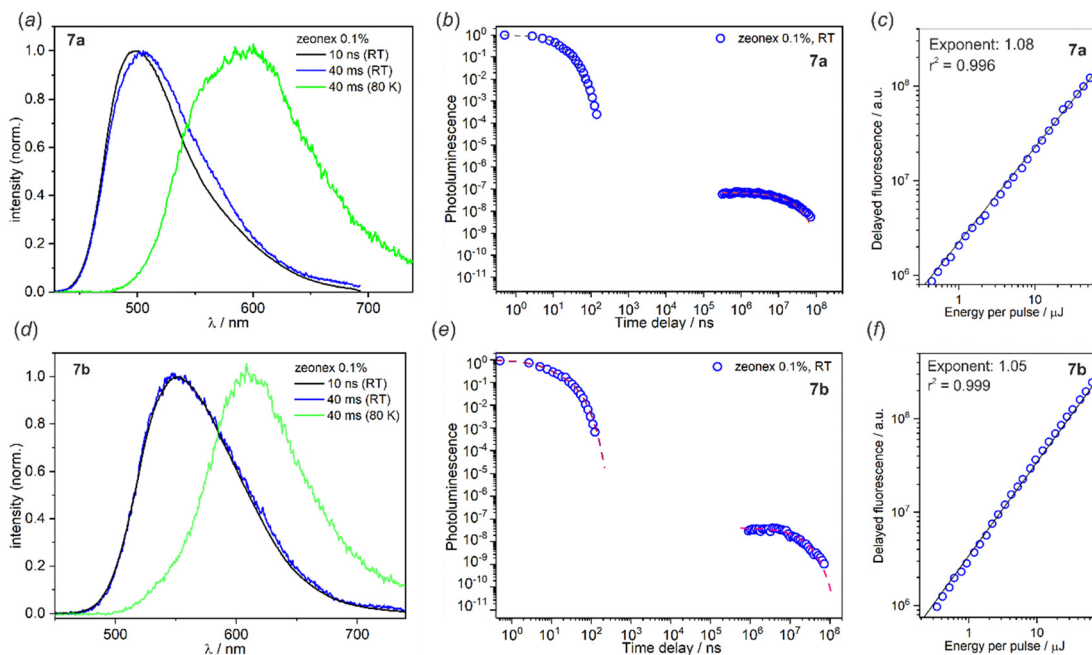 (a)
7a
zeonex 0.1%
10 ns (RT)
40 ms (RT)
40 ms (80 K)
1.0
0.8
0.6
0.4
0.2
0.0
intensity (norm.)
500
600
700
λ / nm
(b)
zeonex 0.1%, RT
7a
10⁰
10⁻¹
10⁻²
10⁻³
10⁻⁴
10⁻⁵
10⁻⁶
10⁻⁷
10⁻⁸
10⁻⁹
10⁻¹⁰
10⁻¹¹
Photoluminescence
10⁰ 10¹ 10² 10³ 10⁴ 10⁵ 10⁶ 10⁷ 10⁸
Time delay / ns
(c)
Exponent: 1.08
r² = 0.996
7a
10⁸
10⁷
10⁶
Delayed fluorescence / a.u.
1
10
Energy per pulse / μJ
(d)
7b
zeonex 0.1%
10 ns (RT)
40 ms (RT)
40 ms (80 K)
1.0
0.8
0.6
0.4
0.2
0.0
intensity (norm.)
500
600
700
λ / nm
(e)
zeonex 0.1%, RT
7b
10⁰
10⁻¹
10⁻²
10⁻³
10⁻⁴
10⁻⁵
10⁻⁶
10⁻⁷
10⁻⁸
10⁻⁹
10⁻¹⁰
10⁻¹¹
Photoluminescence
10⁰ 10¹ 10² 10³ 10⁴ 10⁵ 10⁶ 10⁷ 10⁸
Time delay / ns
(f)
Exponent: 1.05
r² = 0.999
7b
10⁸
10⁷
10⁶
Delayed fluorescence / a.u.
1
10
Energy per pulse / μJ